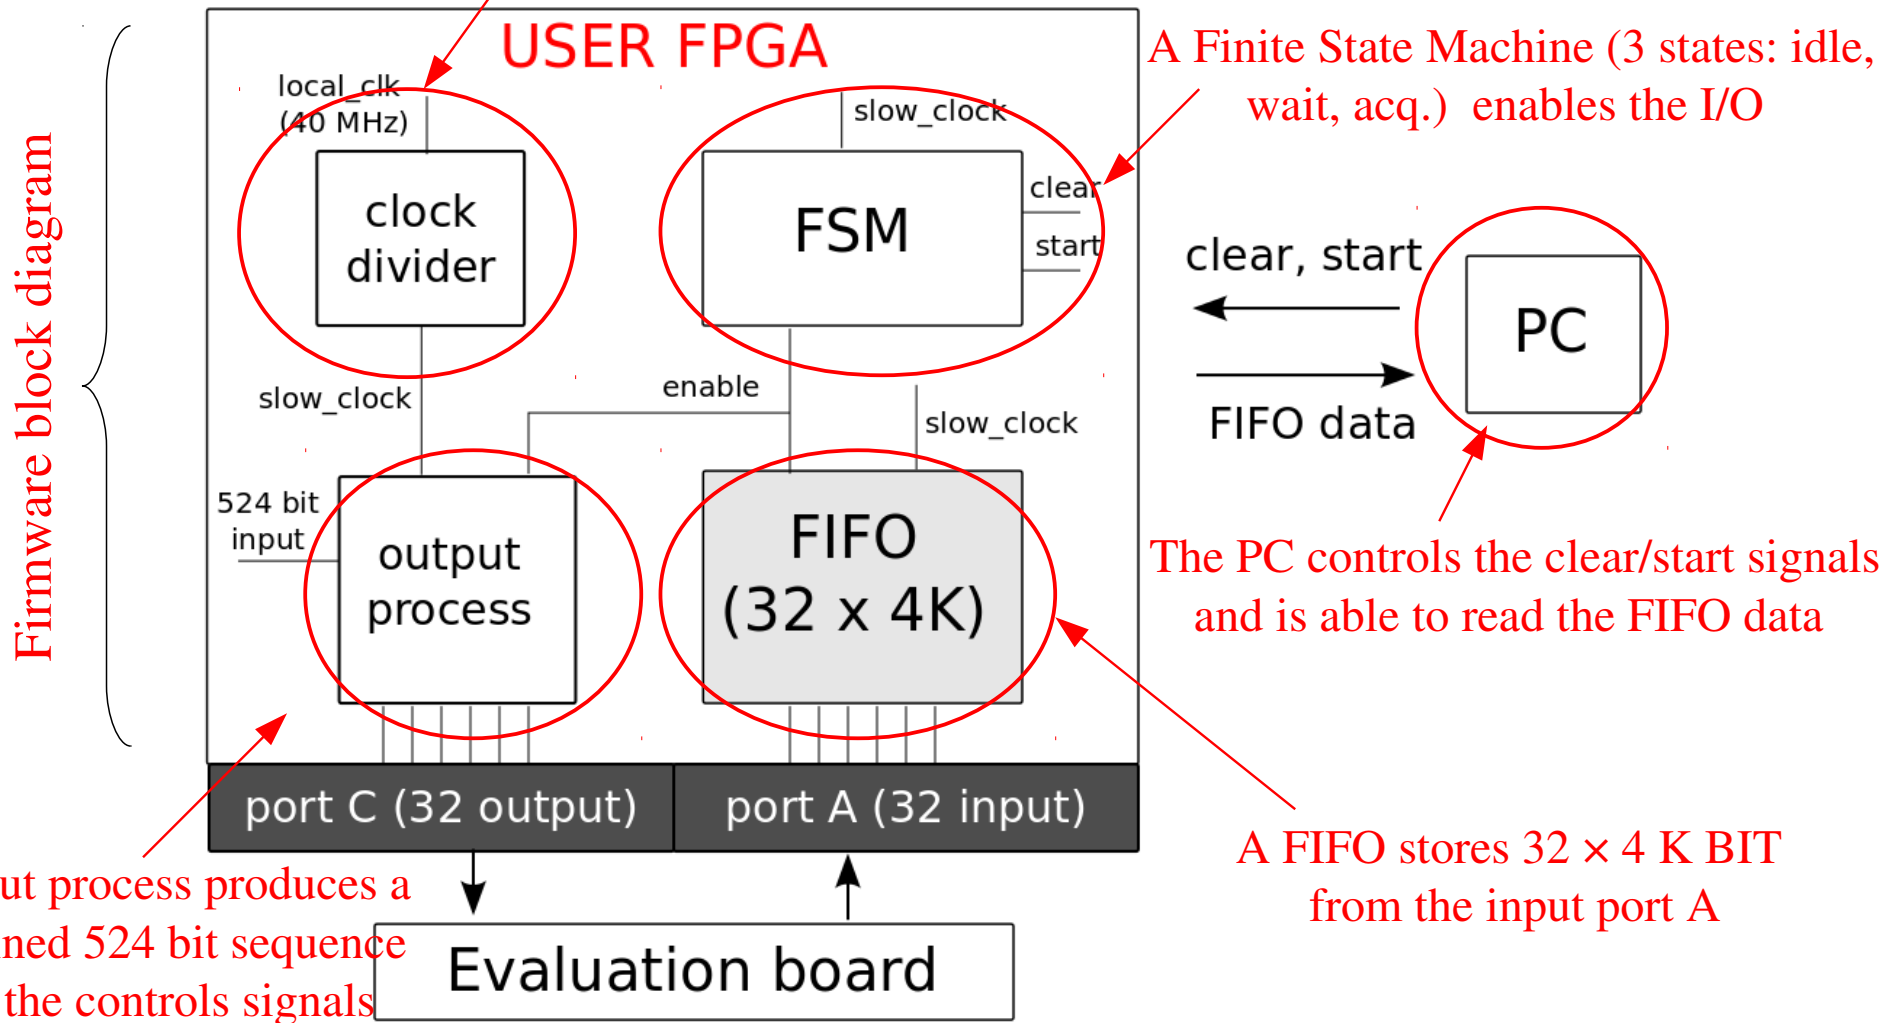 Firmware block diagram
USER FPGA
local_clk
(40 MHz)
clock
divider
slow_clock
FSM
clear
start
slow_clock
enable
slow_clock
524 bit
input
output
process
FIFO
(32 x 4K)
port C (32 output)
port A (32 input)
Evaluation board
A Finite State Machine (3 states: idle,
wait, acq.) enables the I/O
clear, start
PC
FIFO data
The PC controls the clear/start signals
and is able to read the FIFO data
A FIFO stores 32 × 4 K BIT
from the input port A
process produces a
524 bit sequence
the controls signals